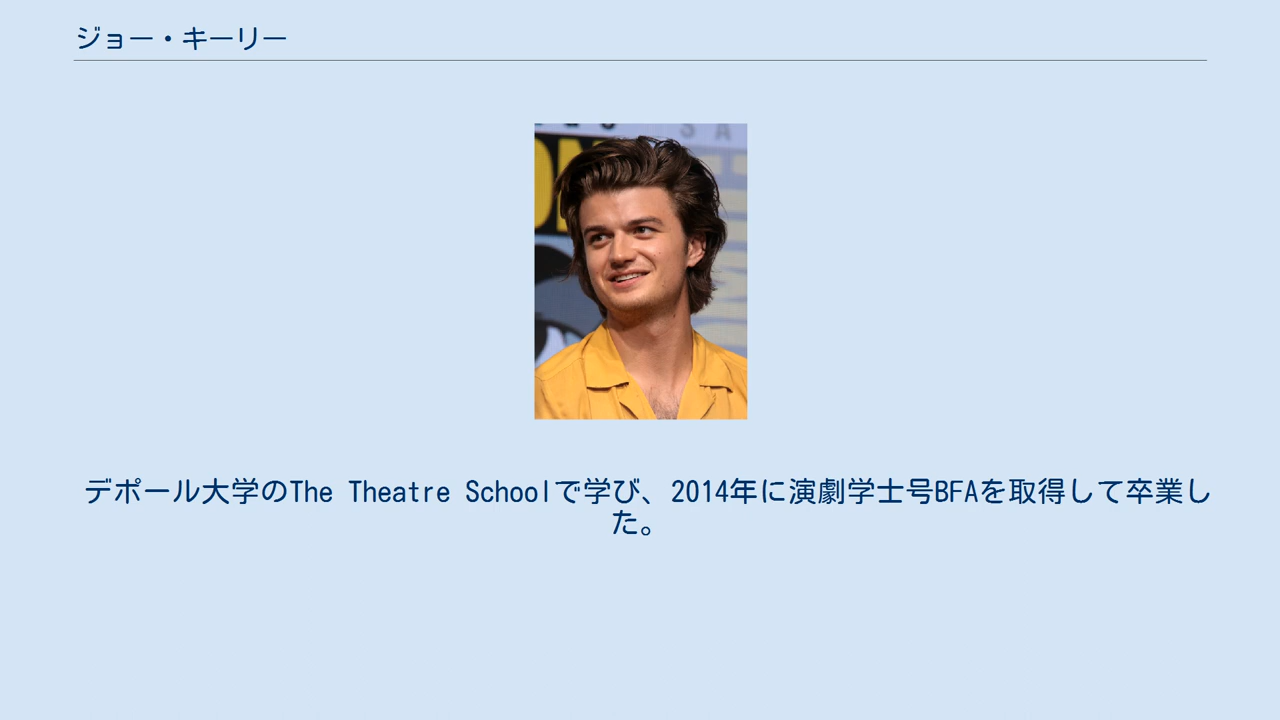 ジョー・キーリー
S A
ON
デポール大学のThe Theatre Schoolで学び、2014年に演劇学士号BFAを取得して卒業し
た。